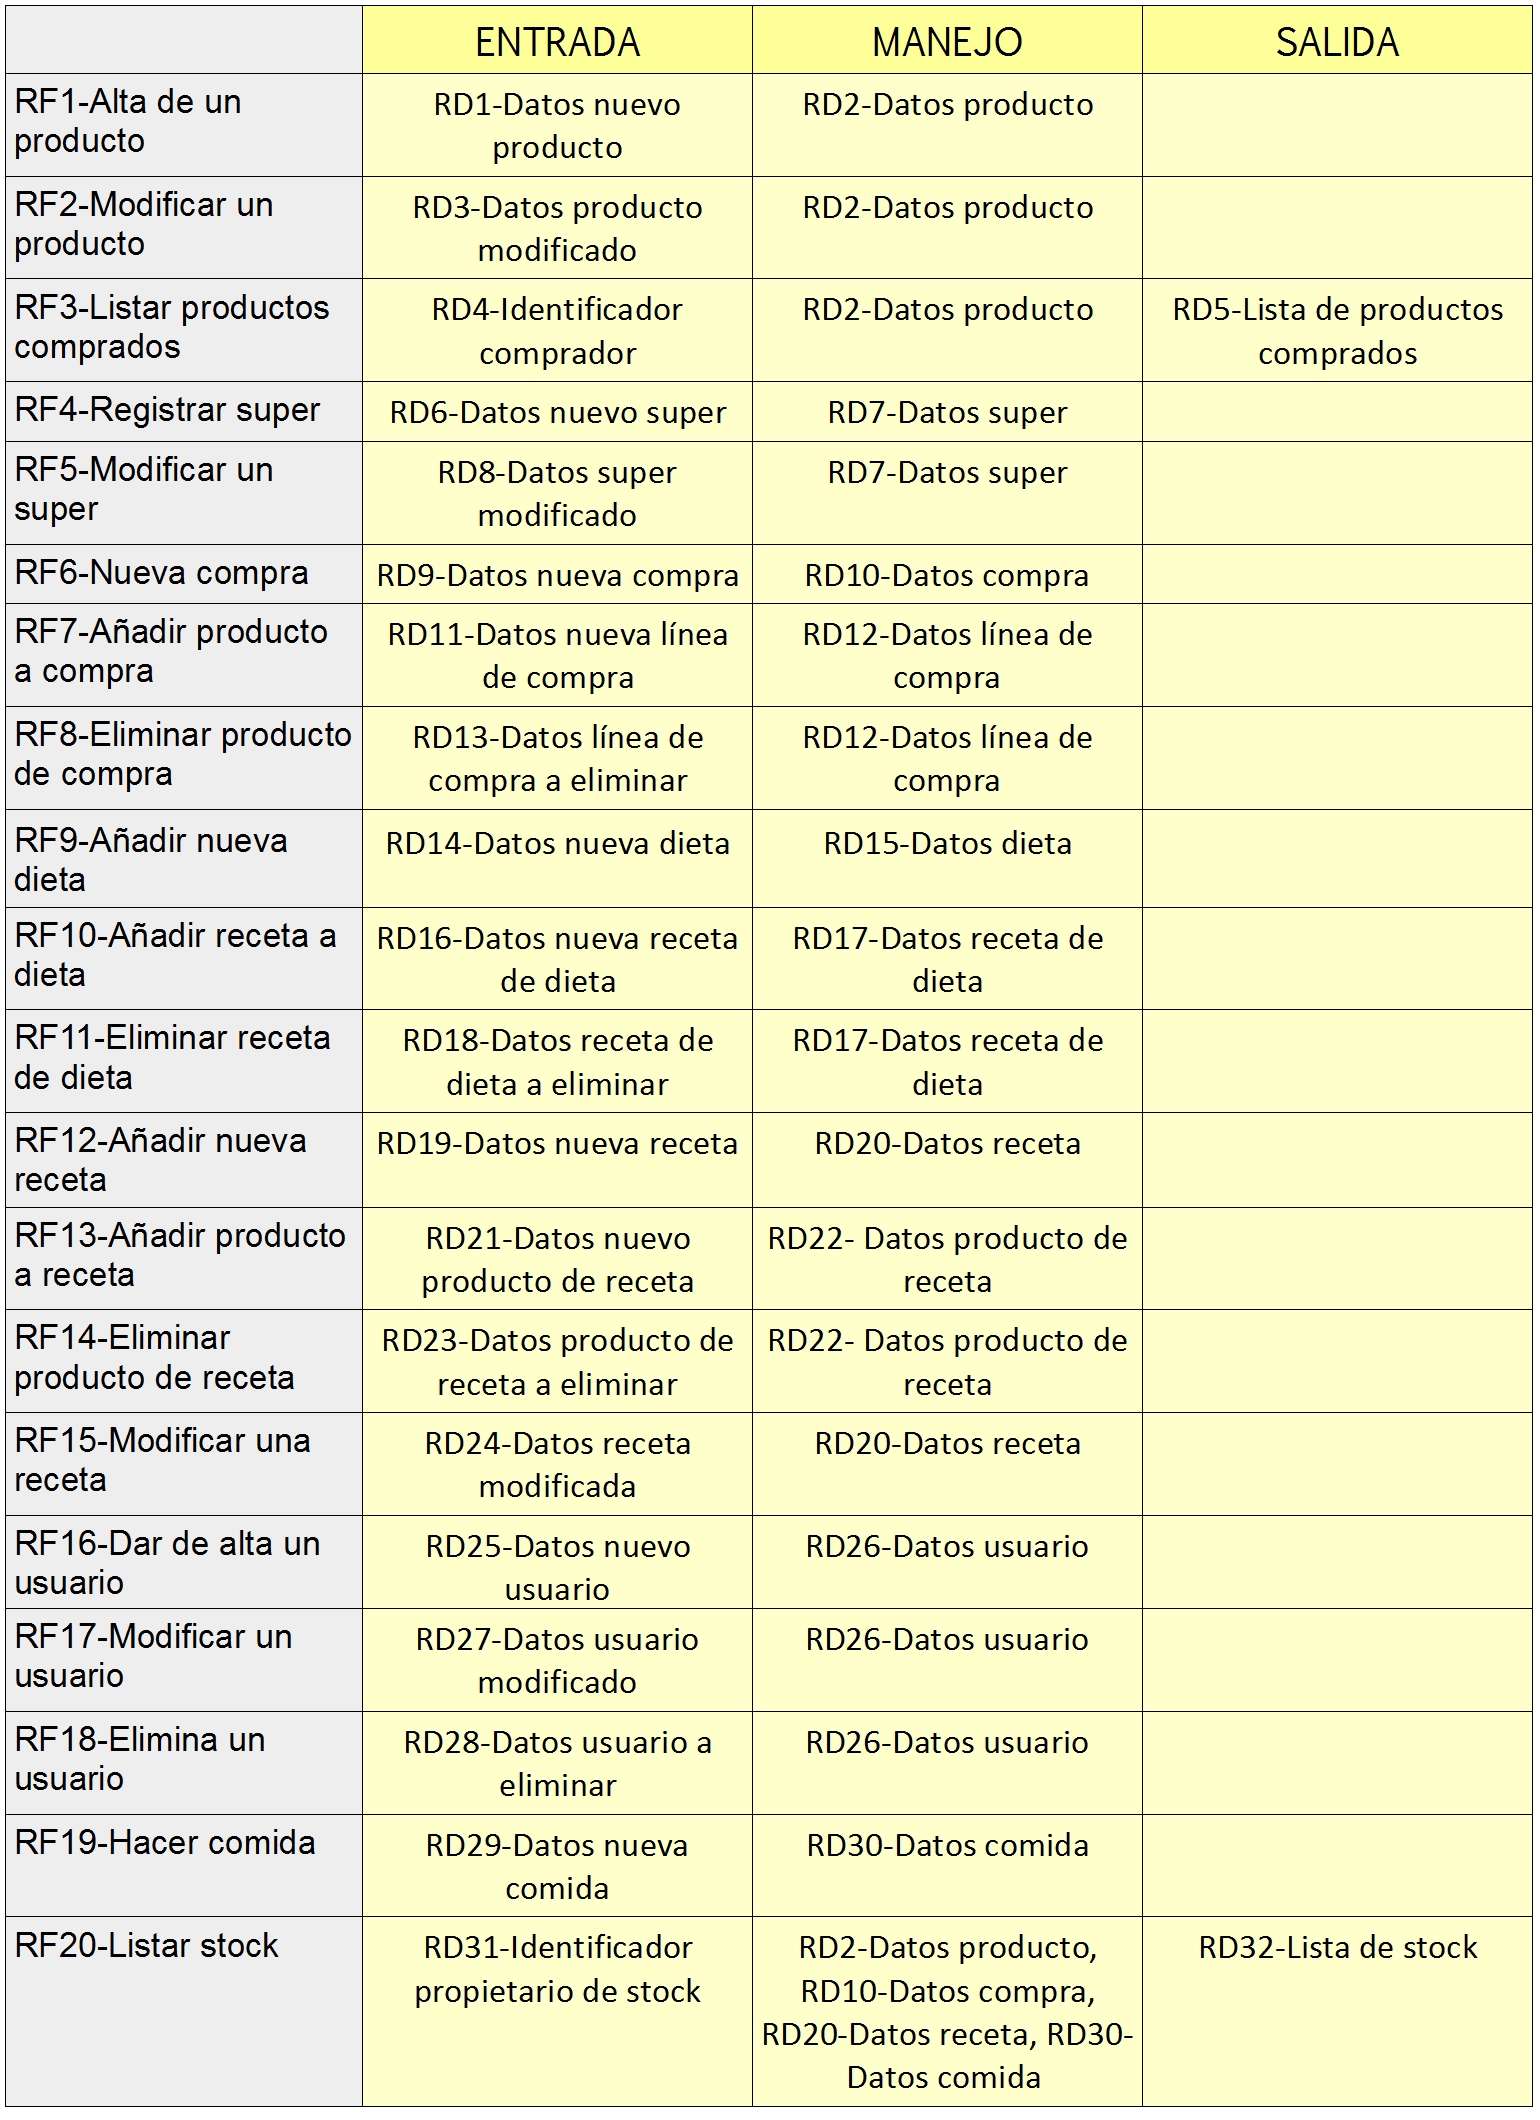 ENTRADA MANEJO SALIDA
RF1-Alta de un
producto
RD1-Datos nuevo
producto
RD2-Datos producto
RF2-Modificar un
producto
RD3-Datos producto
modificado
RD2-Datos producto
RF3-Listar productos
comprados
RD4-Identificador
comprador
RD2-Datos producto
RD5-Lista de productos
comprados
RF4-Registrar super
RD6-Datos nuevo super
RD7-Datos super
RF5-Modificar un
super
RD8-Datos super
modificado
RD7-Datos super
RF6-Nueva compra
RD9-Datos nueva compra
RD10-Datos compra
RF7-Añadir producto
a compra
RD11-Datos nueva línea
de compra
RD12-Datos línea de
compra
RF8-Eliminar producto
de compra
RD13-Datos línea de
compra a eliminar
RD12-Datos línea de
compra
RF9-Añadir nueva
dieta
RD14-Datos nueva dieta
RD15-Datos dieta
RF10-Añadir receta a
dieta
RD16-Datos nueva receta
de dieta
RD17-Datos receta de
dieta
RF11-Eliminar receta
de dieta
RD18-Datos receta de
dieta a eliminar
RD17-Datos receta de
dieta
RF12-Añadir nueva
receta
RD19-Datos nueva receta
RD20-Datos receta
RF13-Añadir producto
a receta
RD21-Datos nuevo
producto de receta
RD22- Datos producto de
receta
RF14-Eliminar
producto de receta
RD23-Datos producto de
receta a eliminar
RD22- Datos producto de
receta
RF15-Modificar una
receta
RD24-Datos receta
modificada
RD20-Datos receta
RF16-Dar de alta un
usuario
RD25-Datos nuevo
usuario
RD26-Datos usuario
RF17-Modificar un
usuario
RD27-Datos usuario
modificado
RD26-Datos usuario
RF18-Elimina un
usuario
RD28-Datos usuario a
eliminar
RD26-Datos usuario
RF19-Hacer comida
RD29-Datos nueva
comida
RD30-Datos comida
RF20-Listar stock
RD31-Identificador
propietario de stock
RD2-Datos producto,
RD10-Datos compra,
RD20-Datos receta, RD30-
Datos comida
RD32-Lista de stock